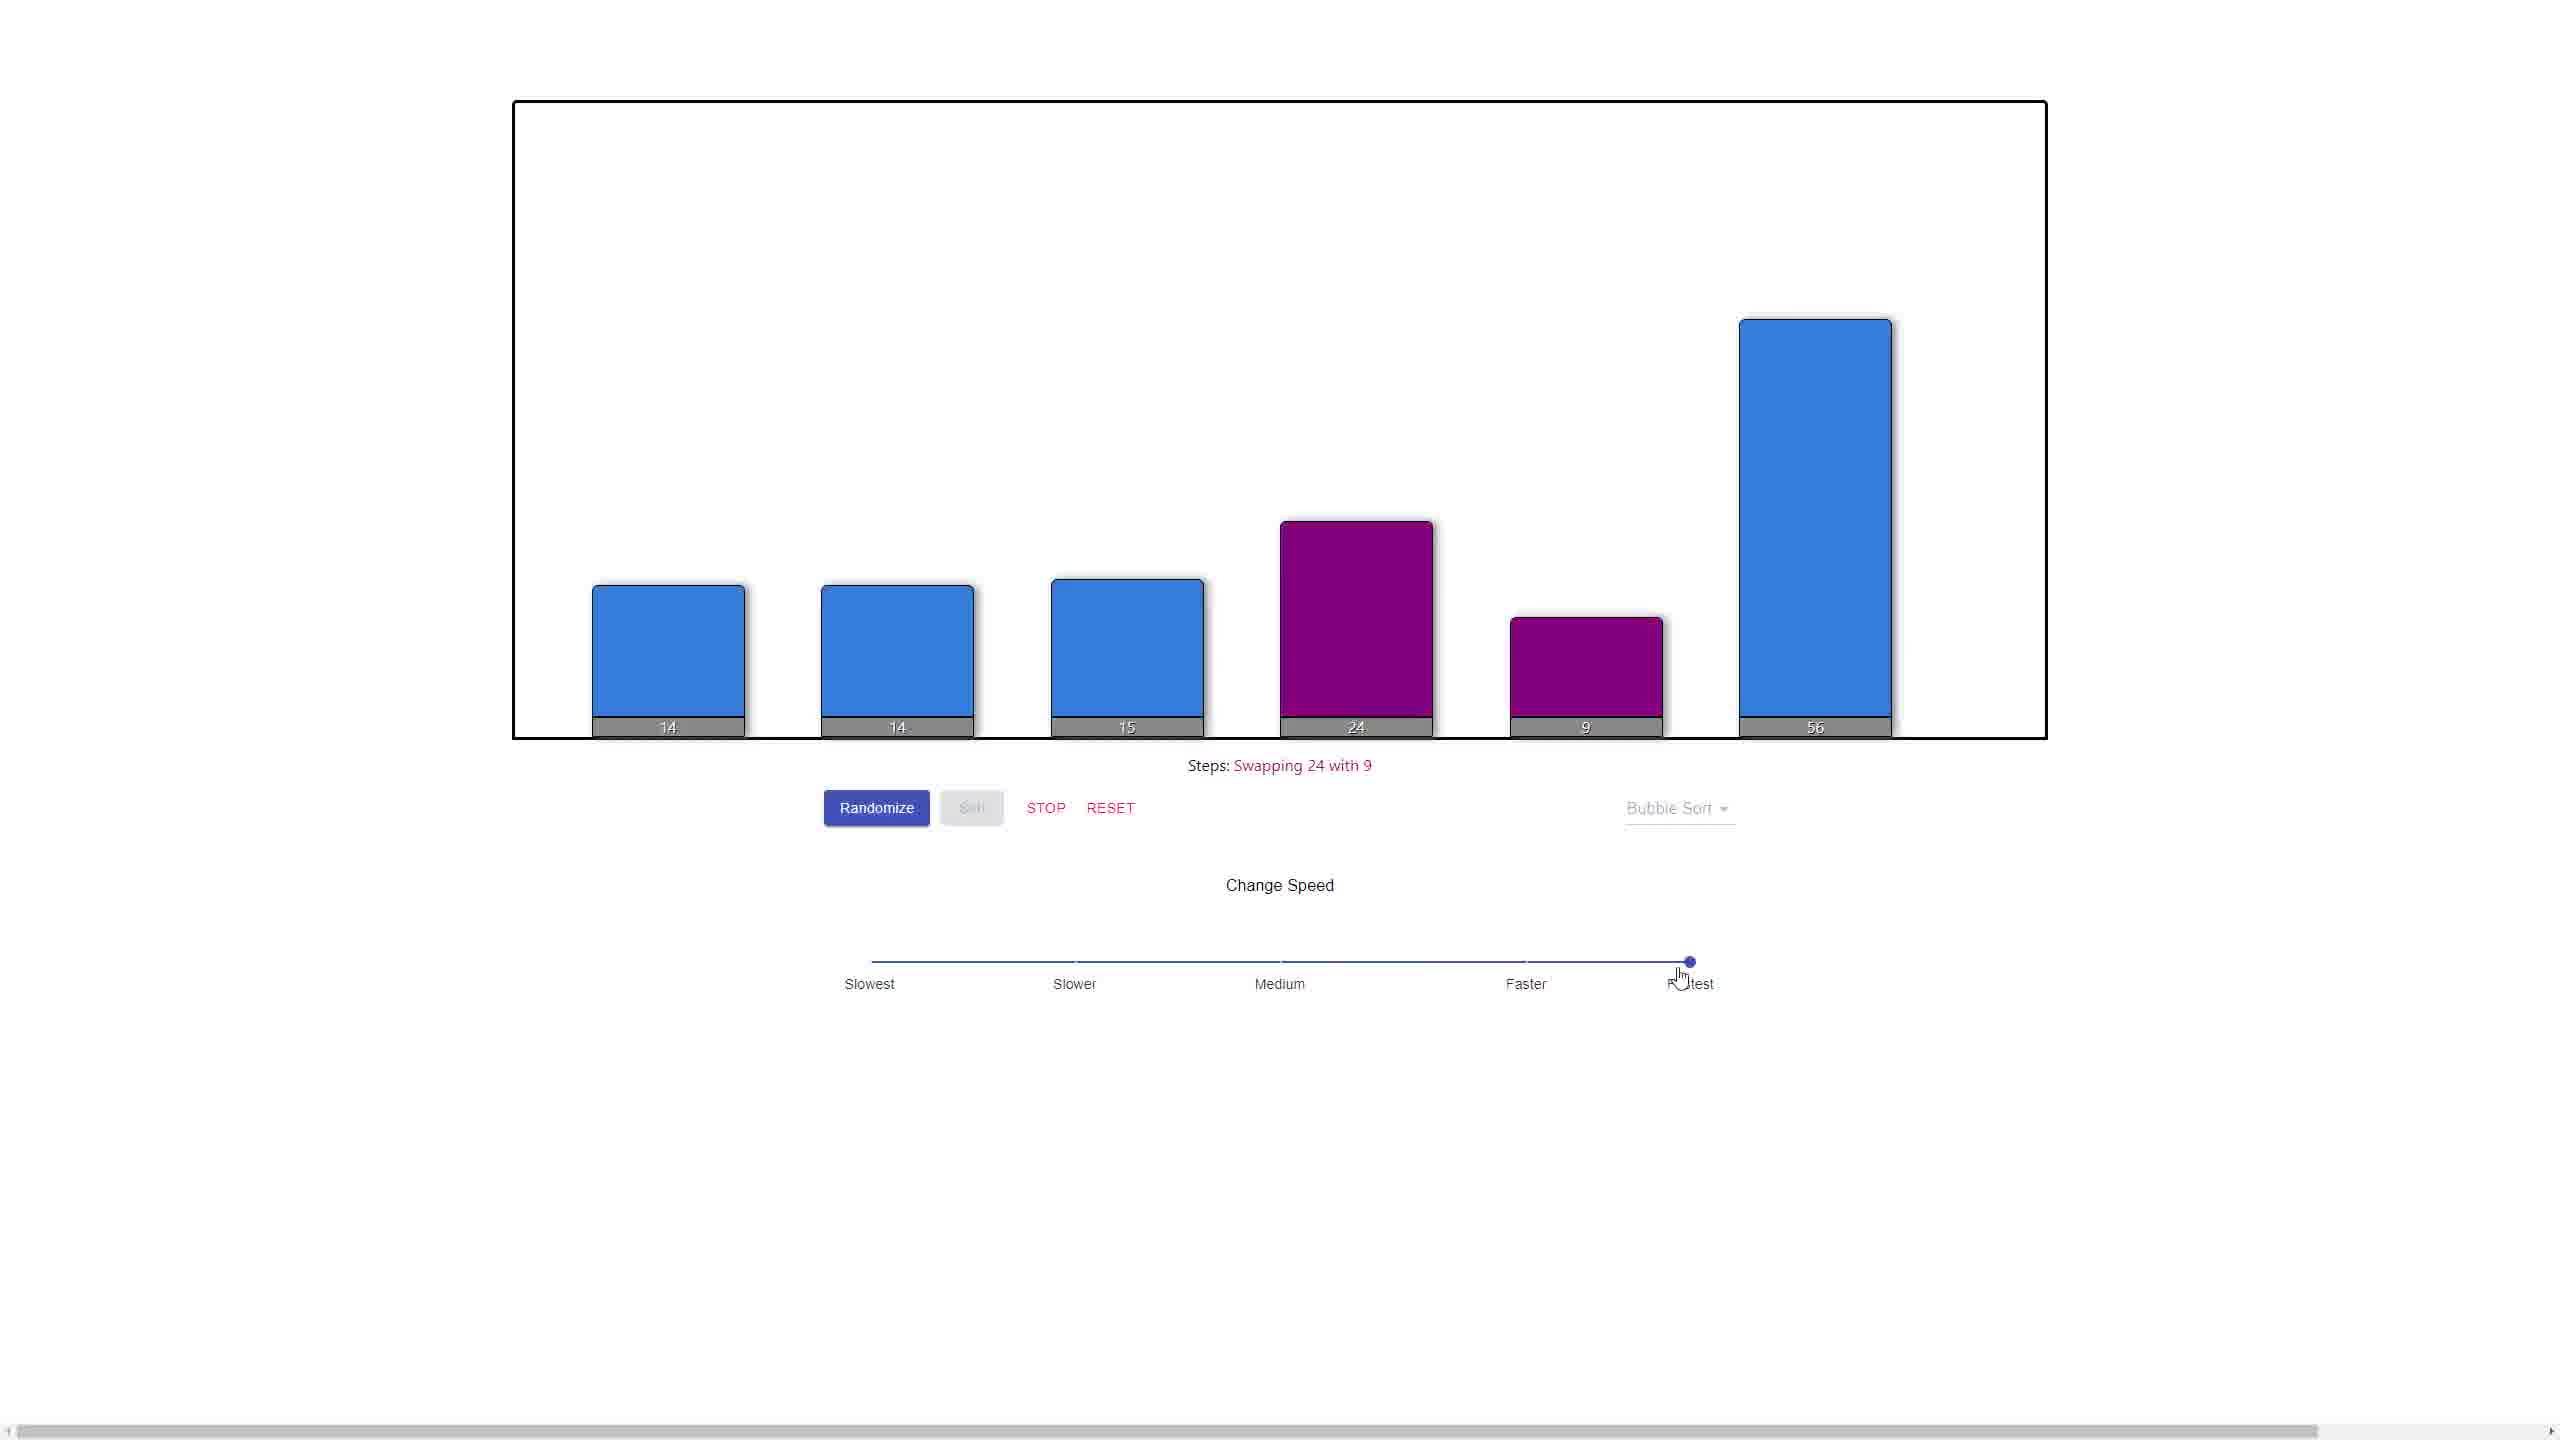 14 14 15 24 9 56
Steps: Swapping 24 with 9
Randomize Sort STOP RESET Bubble Sort
Change Speed
Slowest Slower Medium Faster